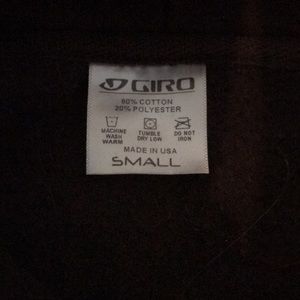 GIRO
80% COTTON
20% POLYESTER
MACHINE WASH WARM
TUMBLE DRY LOW
DO NOT IRON
MADE IN USA
SMALL